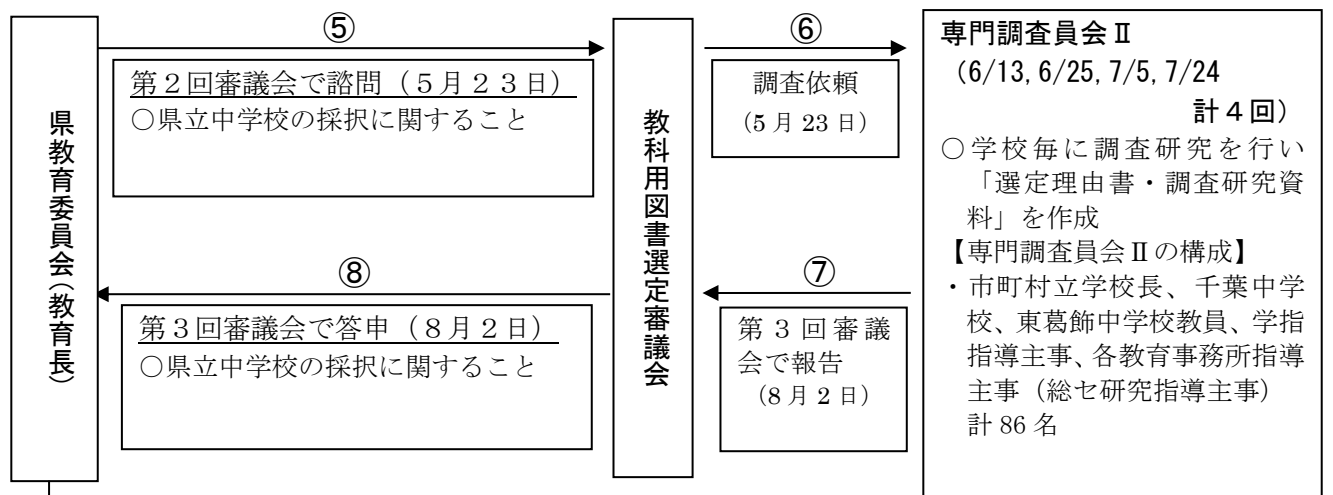 県教育委員会（教育長）
⑤
第２回審議会で諮問（５月２３日）
○県立中学校の採択に関すること
⑧
第３回審議会で答申（８月２日）
○県立中学校の採択に関すること
教科用図書選定審議会
⑥
調査依頼
（5月23日）
⑦
第３回審議
会で報告
（8月2日）
専門調査員会Ⅱ
（6/13, 6/25, 7/5, 7/24
計４回）
○学校毎に調査研究を行い
「選定理由書・調査研究資
料」を作成
【専門調査員会Ⅱの構成】
・市町村立学校長、千葉中学
校、東葛飾中学校教員、学指
指導主事、各教育事務所指導
主事（総セ研究指導主事）
計86名